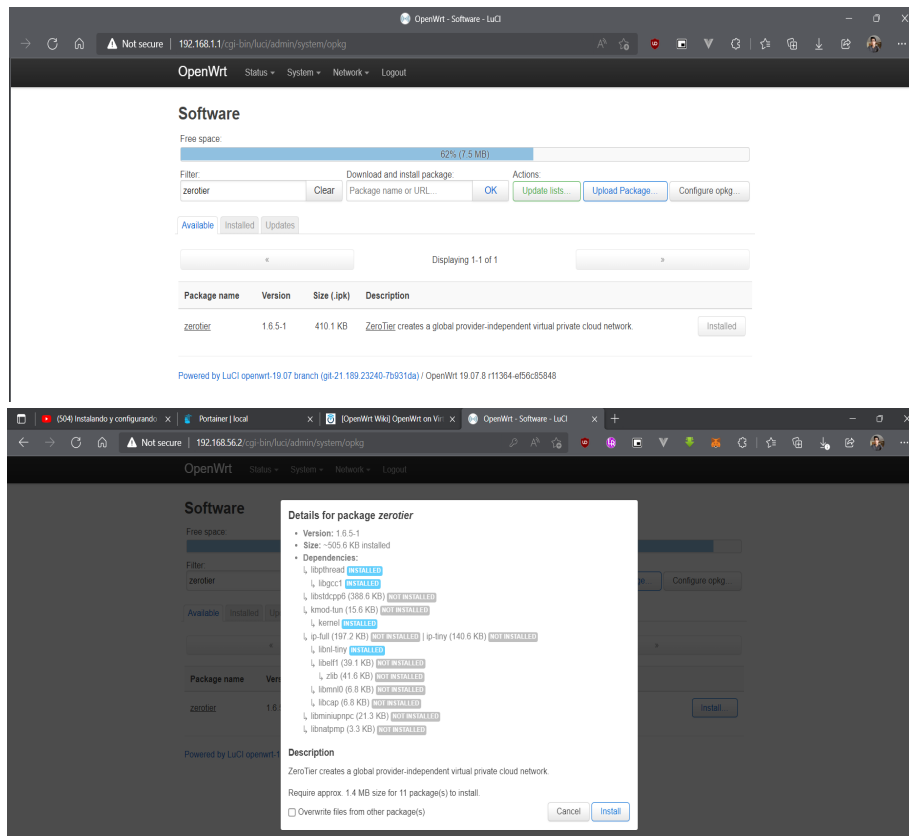 OpenWrt - Software - LuCI
Not secure 192.168.1.1/cgi-bin/luci/admin/system/opkg
OpenWrt Status System Network Logout
Software
Free space:
62% (7.5 MB)
Filter: Download and install package: Actions:
zerotier Clear Package name or URL... OK Update lists... Upload Package... Configure opkg...
Available Installed Updates
« Displaying 1-1 of 1 »
Package name Version Size (.ipk) Description
zerotier 1.6.5-1 410.1 KB ZeroTier creates a global provider-independent virtual private cloud network. Installed
Powered by LuCI openwrt-19.07 branch (git-21.189.23240-7b931da) / OpenWrt 19.07.8 r11364-ef56c85848
(504) Instalando y configurando Portainer | local [OpenWrt Wiki] OpenWrt on Virt OpenWrt - Software - LuCI
Not secure 192.168.56.2/cgi-bin/luci/admin/system/opkg
OpenWrt Status System Network Logout
Software
Free space:
Filter:
zerotier Configure opkg...
Available Installed
Package name
zerotier 1.6. Install...
Powered by LuCI openwrt-1
Details for package zerotier
• Version: 1.6.5-1
• Size: ~505.6 KB installed
• Dependencies:
↳ libpthread INSTALLED
↳ libgcc1 INSTALLED
↳ libstdcpp6 (388.6 KB) NOT INSTALLED
↳ kmod-tun (15.6 KB) NOT INSTALLED
↳ kernel INSTALLED
↳ ip-full (197.2 KB) NOT INSTALLED | ip-tiny (140.6 KB) NOT INSTALLED
↳ libnl-tiny INSTALLED
↳ libelf1 (39.1 KB) NOT INSTALLED
↳ zlib (41.6 KB) NOT INSTALLED
↳ libmnl0 (6.8 KB) NOT INSTALLED
↳ libcap (6.8 KB) NOT INSTALLED
↳ libminiupnpc (21.3 KB) NOT INSTALLED
↳ libnatpmp (3.3 KB) NOT INSTALLED
Description
ZeroTier creates a global provider-independent virtual private cloud network.
Require approx. 1.4 MB size for 11 package(s) to install.
Overwrite files from other package(s) Cancel Install